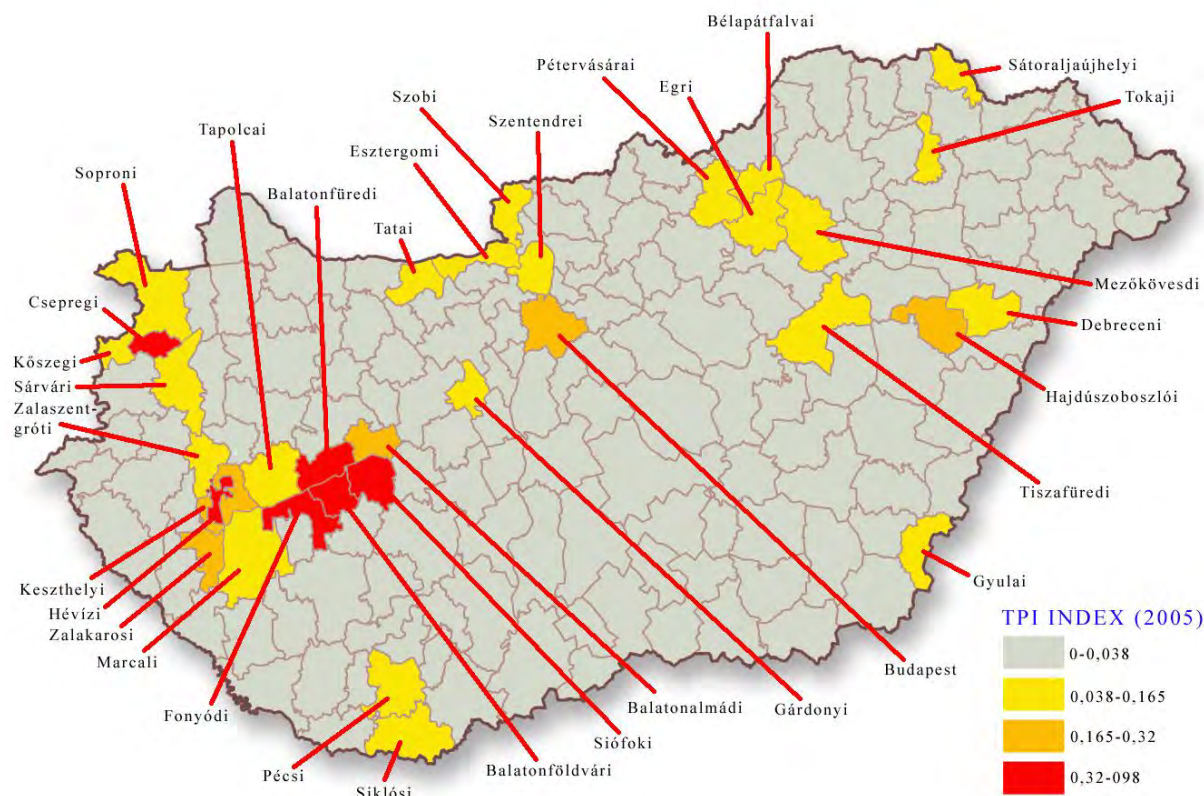 Bélapátfalvai
Pétervásárai
Sátoraljaújhelyi
Egri
Szobi
Tokaji
Tapolcai
Szentendrei
Esztergomi
Soproni
Balatonfüredi
Tatai
Mezőkövesdi
Csepregi
Debreceni
Kőszegi
Sárvári
Hajdúszoboszlói
Zalaszent-
gróti
Tiszafüredi
Keszthelyi
Gyulai
Hévízi
Zalakarosi
Marcali
Budapest
Fonyódi
Balatonalmádi
Gárdonyi
Siófoki
Pécsi
Balatonföldvári
Siklósi
TPI INDEX (2005)
0-0,038
0,038-0,165
0,165-0,32
0,32-098